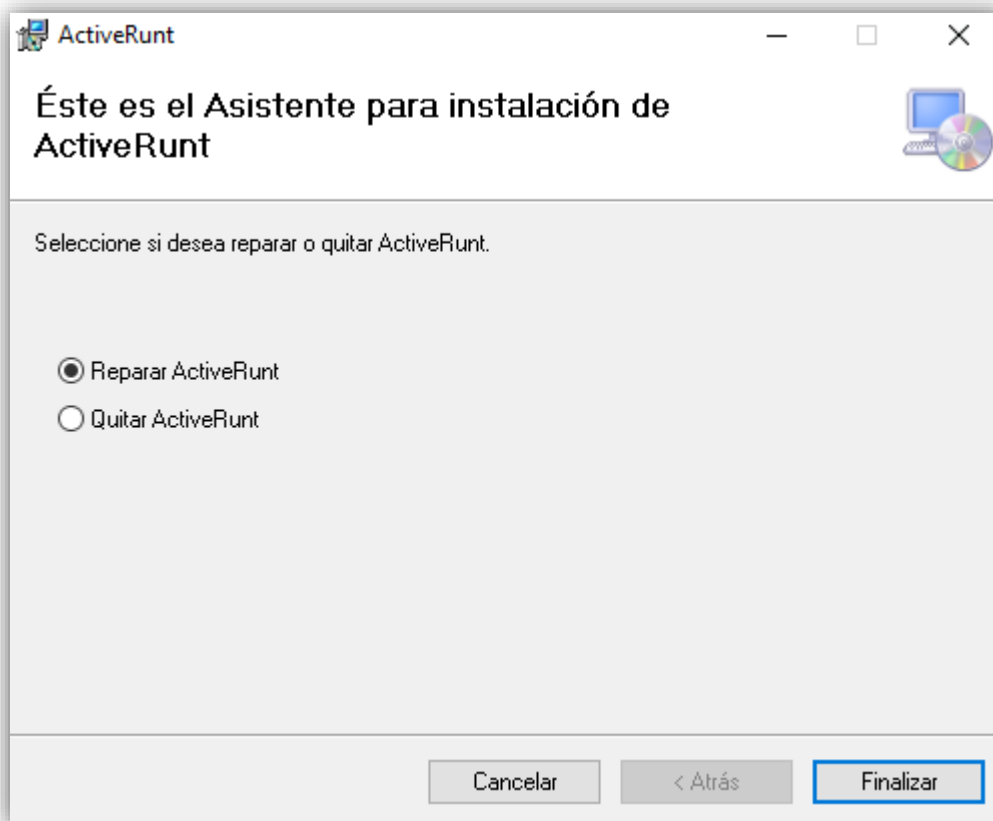 ActiveRunt
Éste es el Asistente para instalación de
ActiveRunt
Seleccione si desea reparar o quitar ActiveRunt.
Reparar ActiveRunt
Quitar ActiveRunt
Cancelar
< Atrás
Finalizar